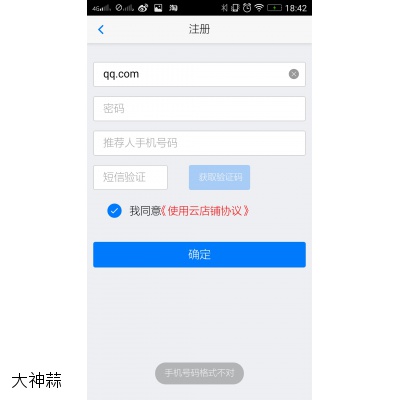 4G 18:42
注册
qq.com
密码
推荐人手机号码
短信验证 获取验证码
我同意《使用云店铺协议》
确定
手机号码格式不对
大神蒜